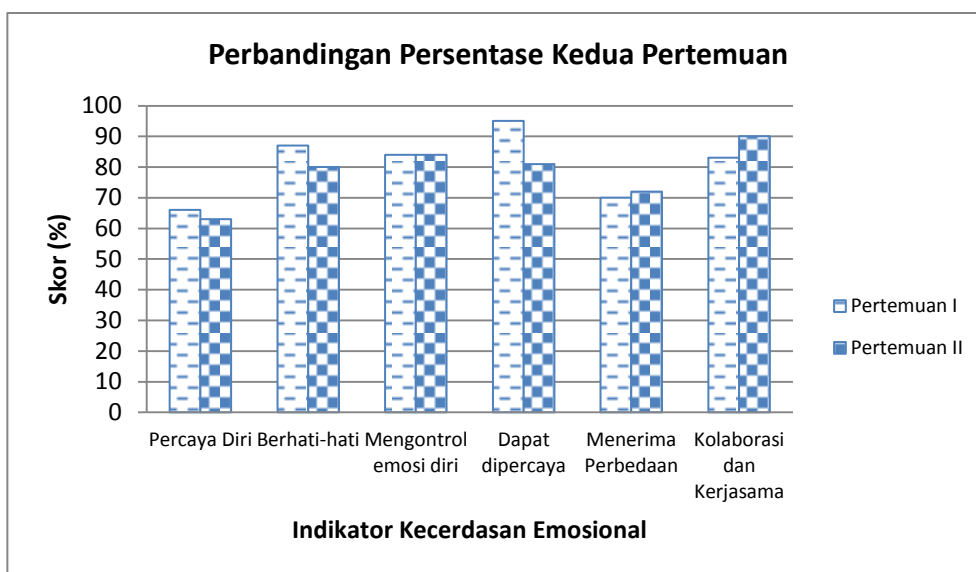 Perbandingan Persentase Kedua Pertemuan
100
90
80
70
60
50
40
30
20
10
0
Skor (%)
Percaya Diri
Berhati-hati
Mengontrol
emosi diri
Dapat
dipercaya
Menerima
Perbedaan
Kolaborasi
dan
Kerjasama
Indikator Kecerdasan Emosional
Pertemuan I
Pertemuan II